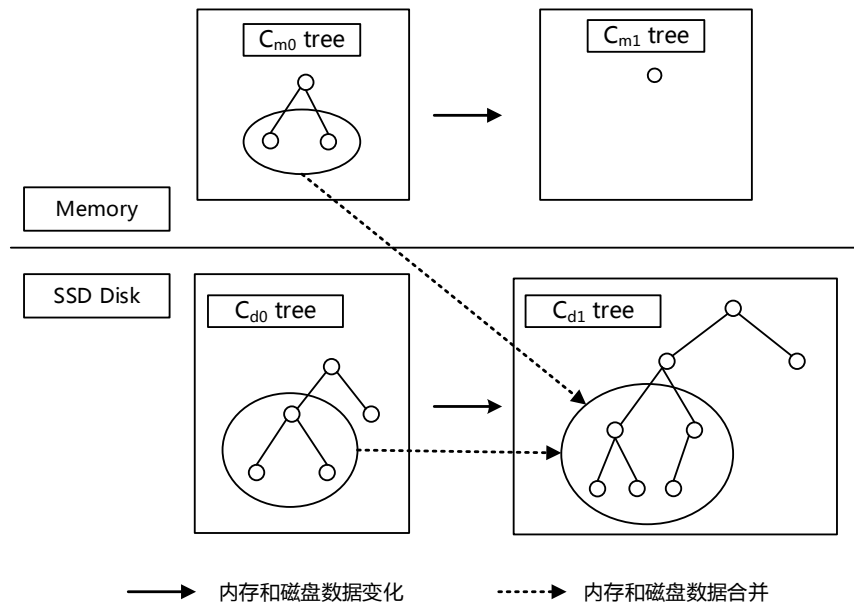 Cm0 tree
Cm1 tree
Memory
SSD Disk
Cd0 tree
Cd1 tree
内存和磁盘数据变化
内存和磁盘数据合并